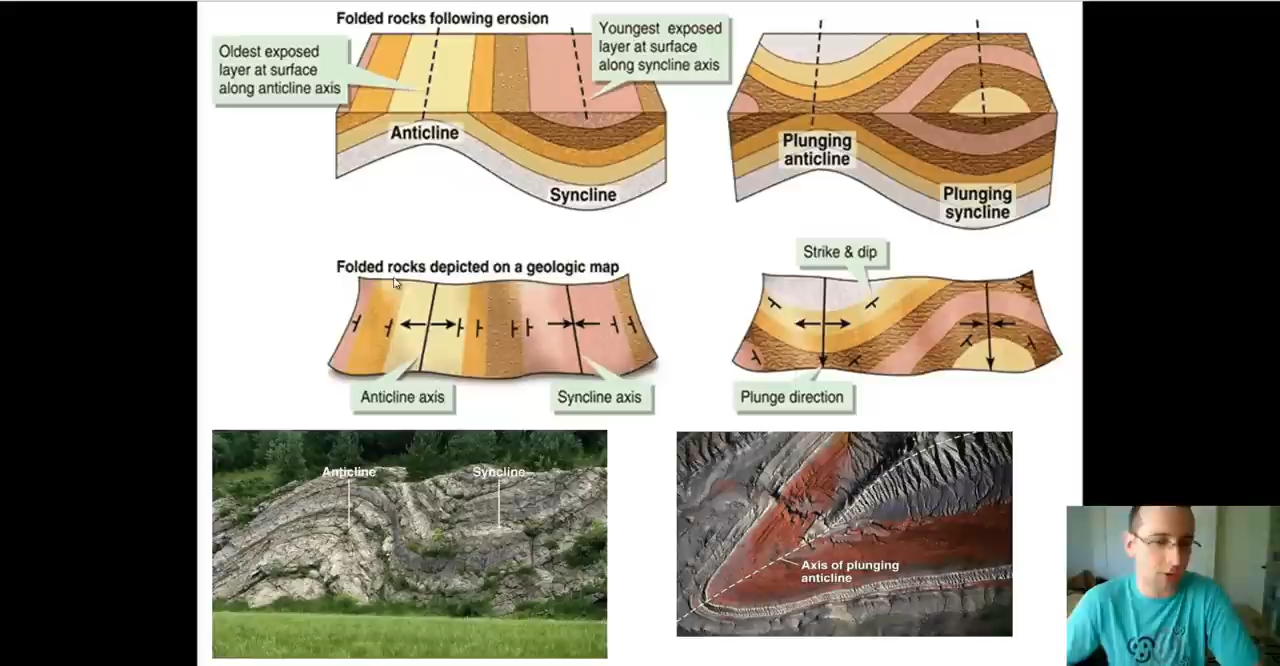 Folded rocks following erosion
Oldest exposed
layer at surface
along anticline axis
Youngest exposed
layer at surface
along syncline axis
Anticline
Syncline
Plunging
anticline
Plunging
syncline
Folded rocks depicted on a geologic map
Strike & dip
Anticline axis
Syncline axis
Plunge direction
Anticline
Syncline
Axis of plunging
anticline